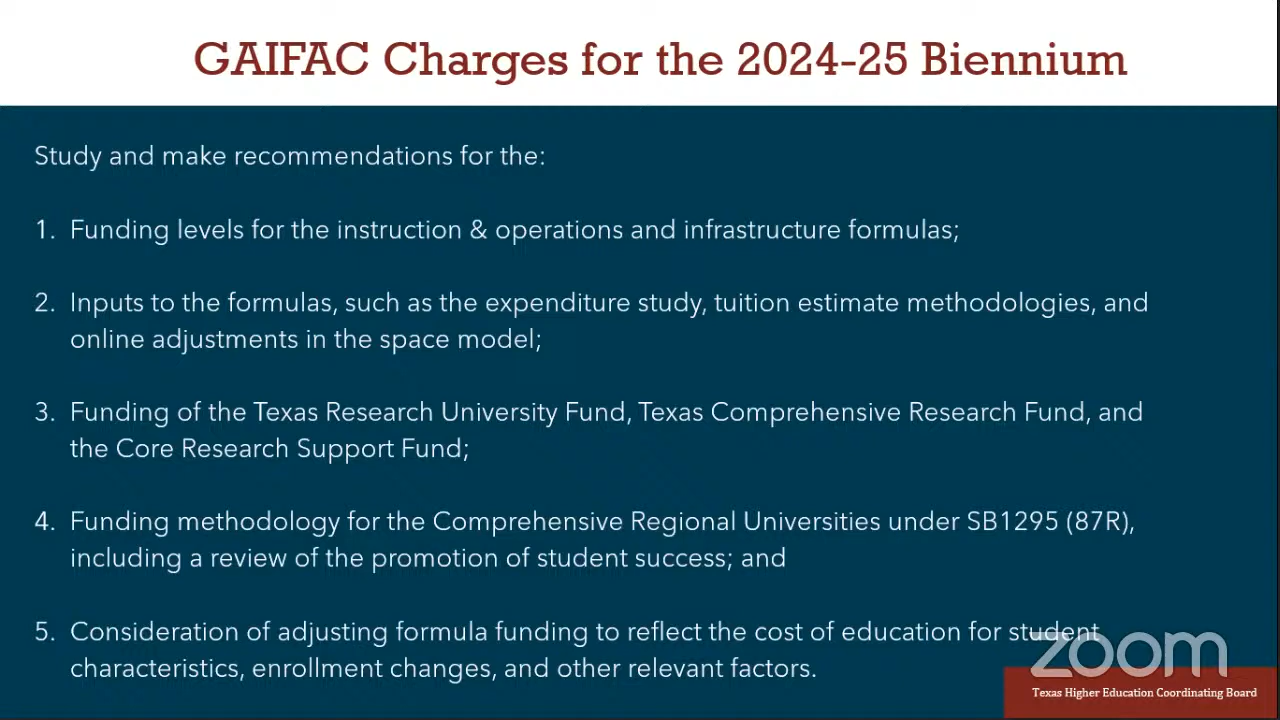 GAIFAC Charges for the 2024-25 Biennium
Study and make recommendations for the:
1. Funding levels for the instruction & operations and infrastructure formulas;
2. Inputs to the formulas, such as the expenditure study, tuition estimate methodologies, and
online adjustments in the space model;
3. Funding of the Texas Research University Fund, Texas Comprehensive Research Fund, and
the Core Research Support Fund;
4. Funding methodology for the Comprehensive Regional Universities under SB1295 (87R),
including a review of the promotion of student success; and
5. Consideration of adjusting formula funding to reflect the cost of education for student
characteristics, enrollment changes, and other relevant factors.
zoom
Texas Higher Education Coordinating Board